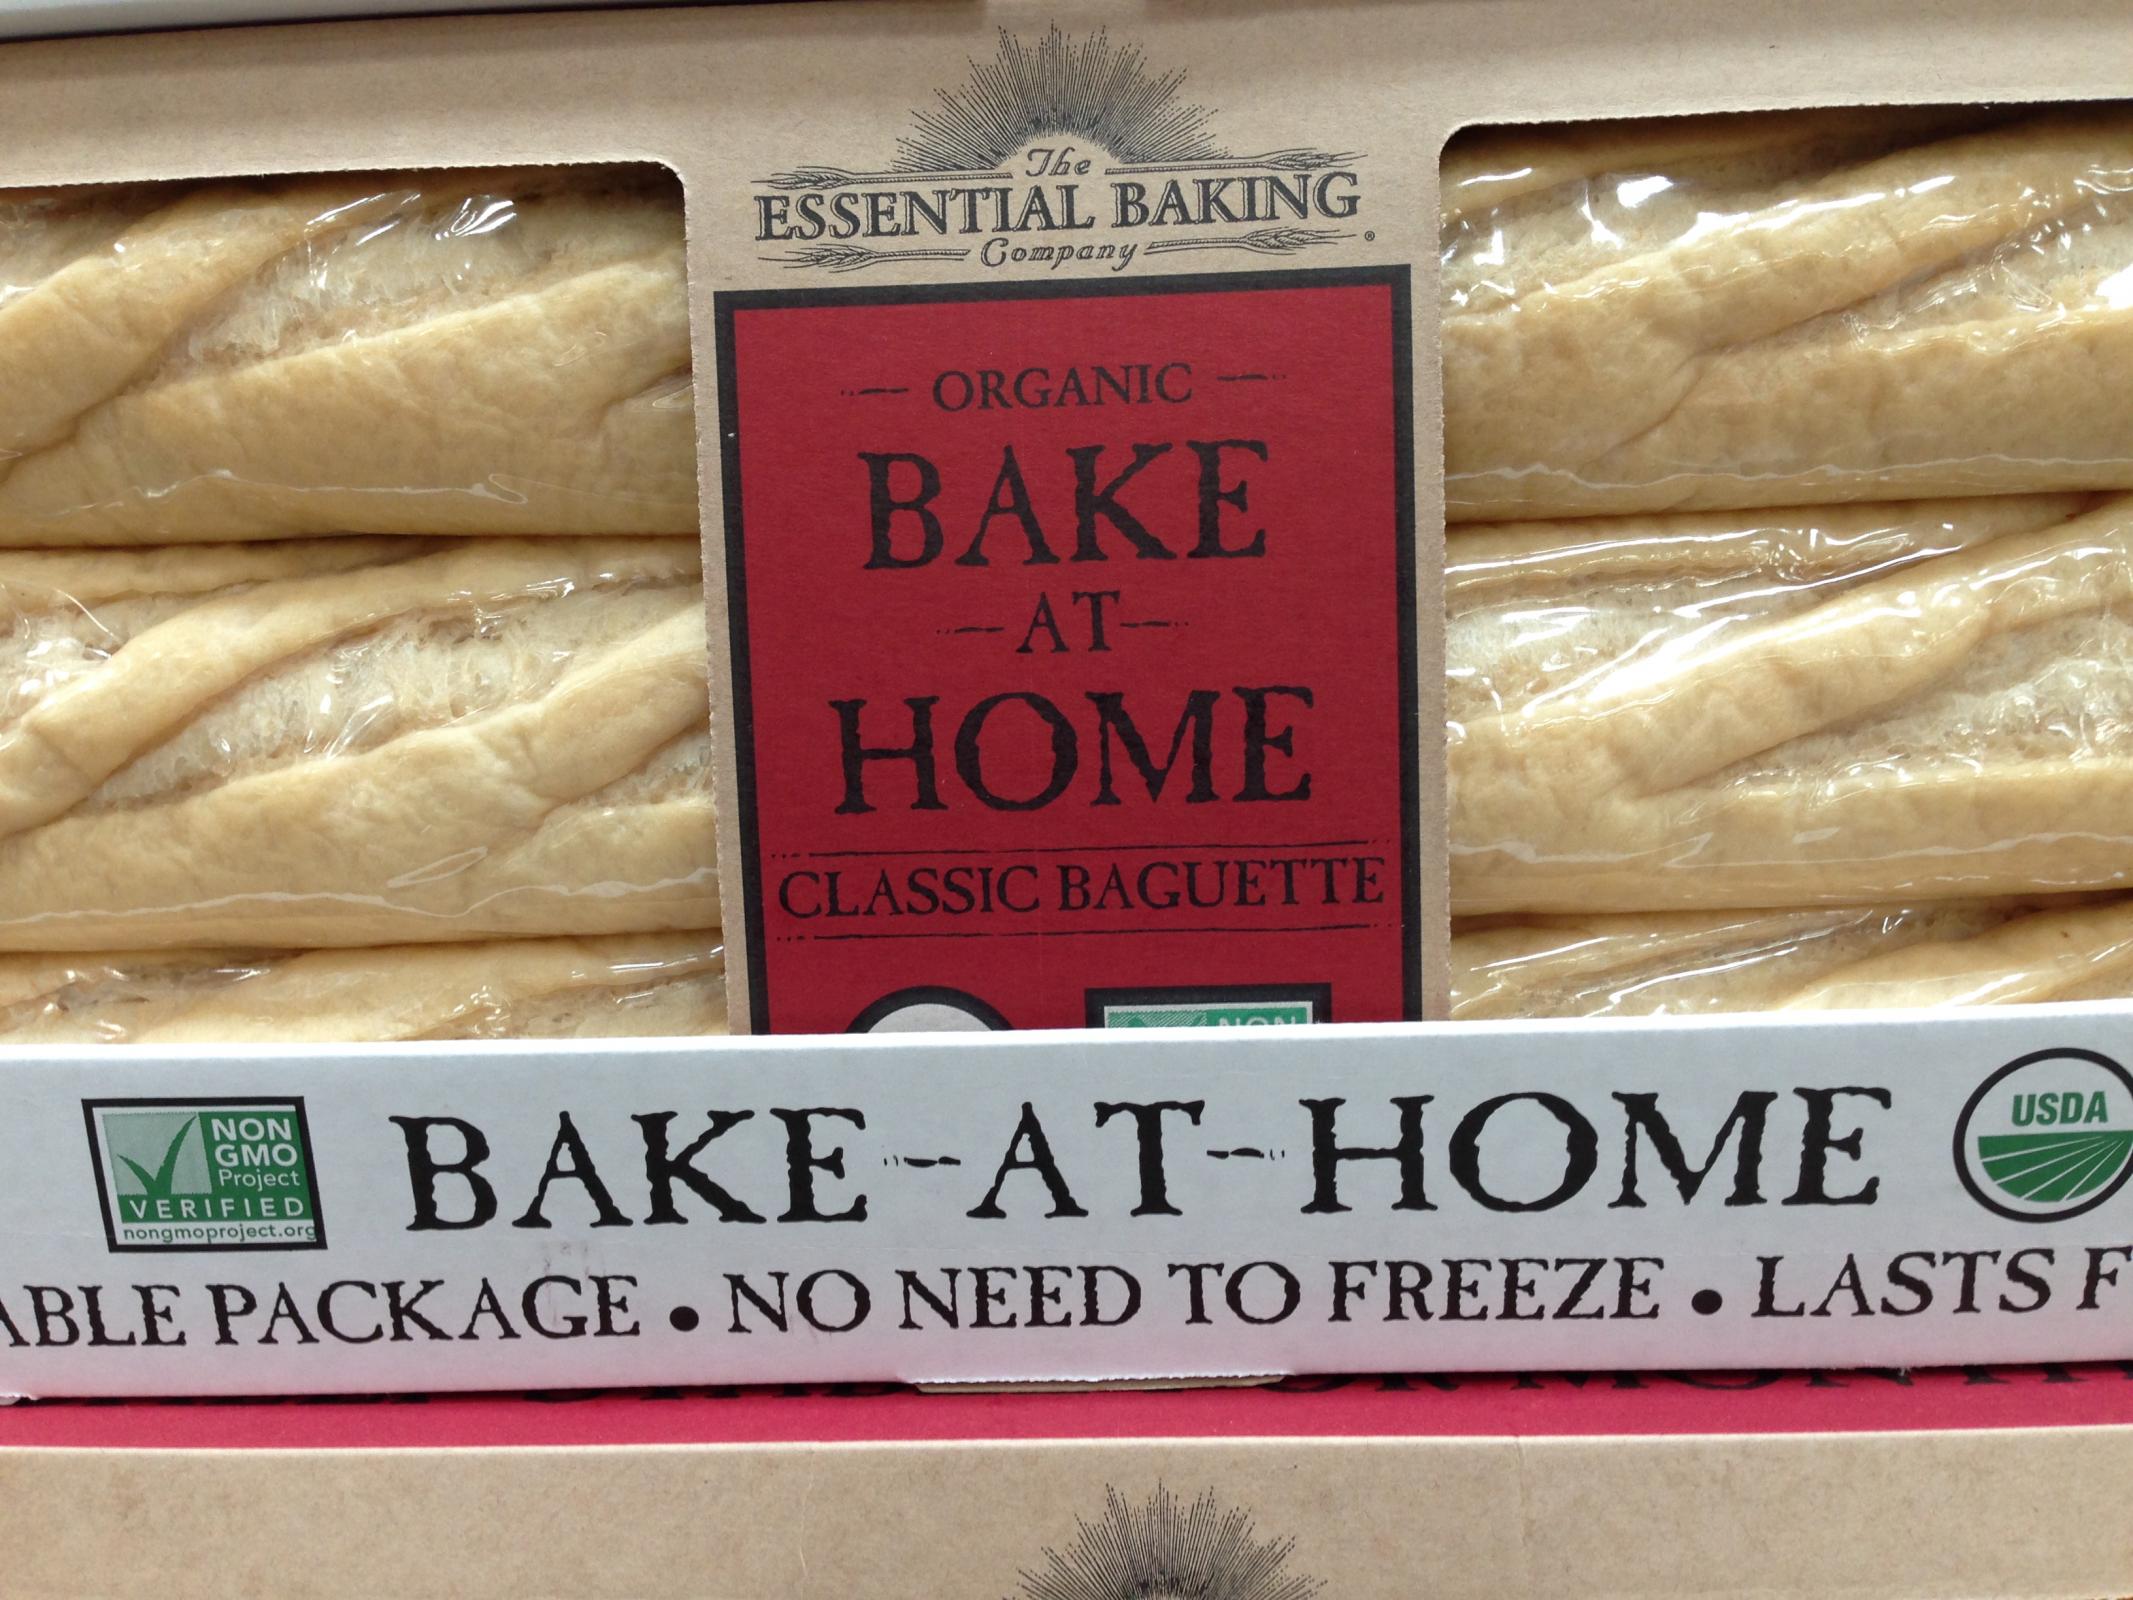 The
ESSENTIAL BAKING
Company
ORGANIC
BAKE
AT
HOME
CLASSIC BAGUETTE
NON
NON
GMO
Project
VERIFIED
nongmoproject.org
BAKE-AT-HOME
USDA
ABLE PACKAGE • NO NEED TO FREEZE • LASTS F